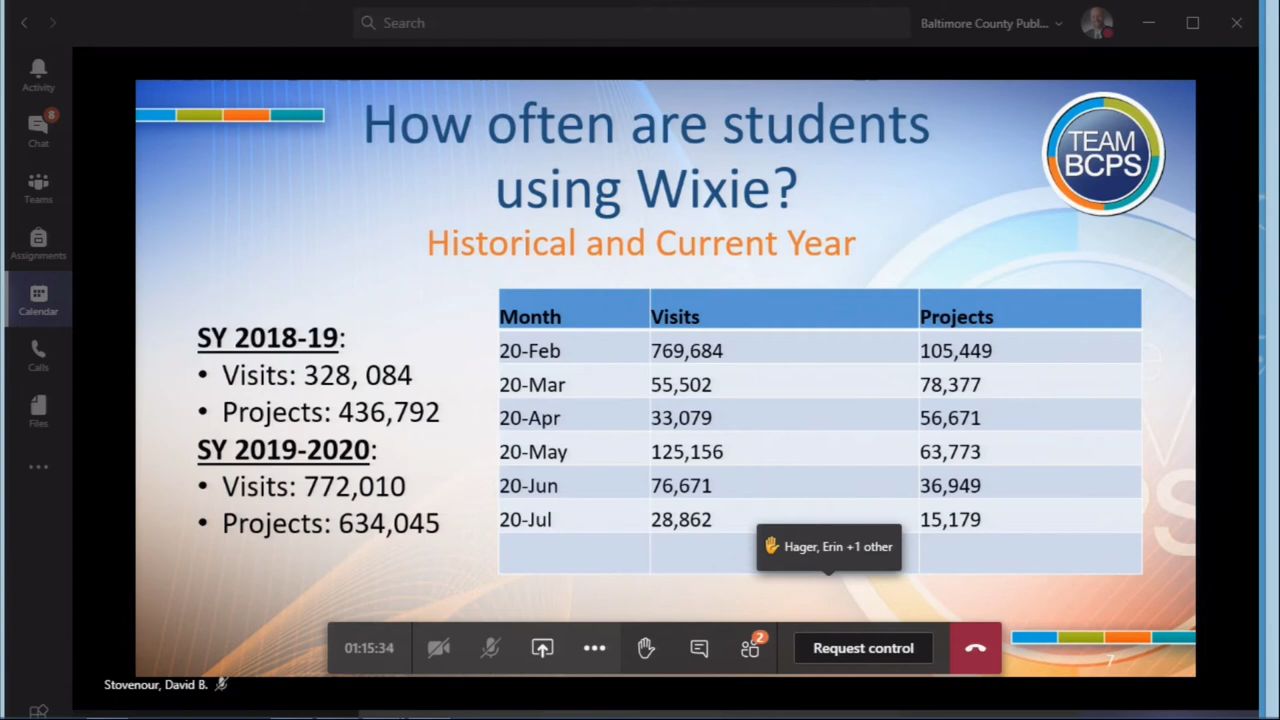 Search
Baltimore County Publ...
Activity
8
Chat
Teams
Assignments
Calendar
Calls
Files
How often are students
using Wixie?
Historical and Current Year
TEAM
BCPS
SY 2018-19:
• Visits: 328, 084
• Projects: 436,792
SY 2019-2020:
• Visits: 772,010
• Projects: 634,045
Month Visits Projects
20-Feb 769,684 105,449
20-Mar 55,502 78,377
20-Apr 33,079 56,671
20-May 125,156 63,773
20-Jun 76,671 36,949
20-Jul 28,862 15,179
Hager, Erin +1 other
01:15:34
2
Request control
7
Stovenour, David B.